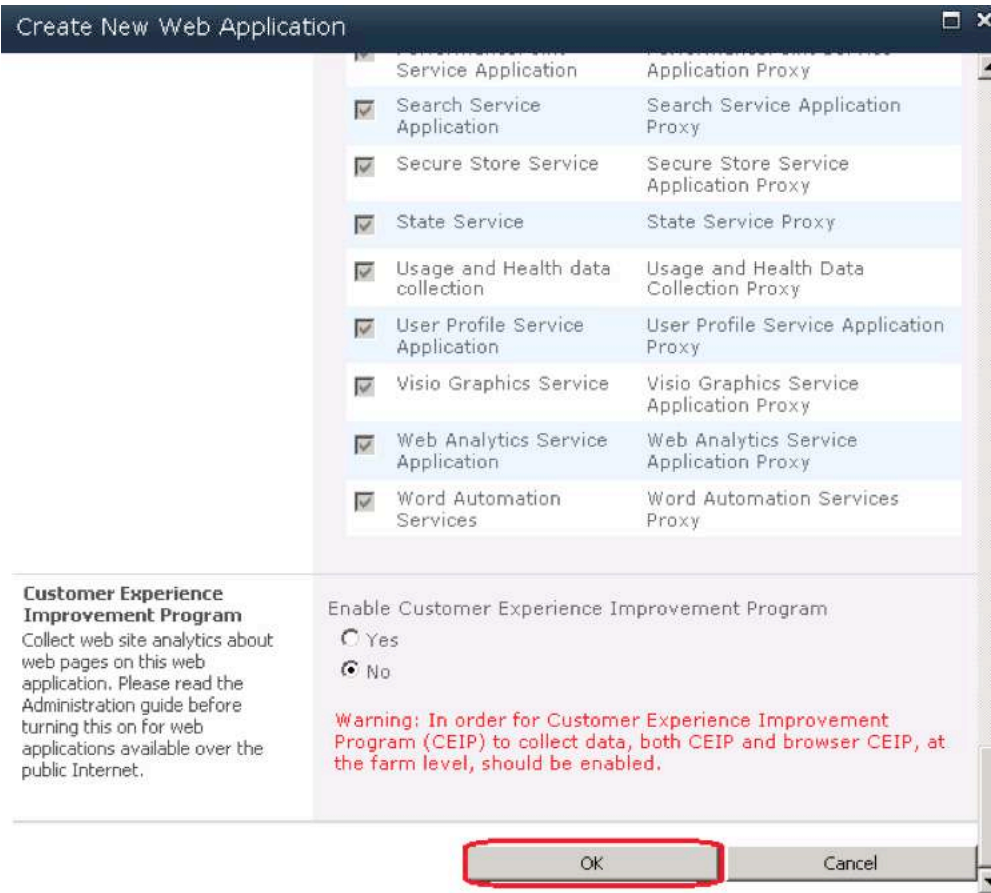 Create New Web Application
Service Application
Application Proxy
Search Service
Application
Search Service Application
Proxy
Secure Store Service
Secure Store Service
Application Proxy
State Service
State Service Proxy
Usage and Health data
collection
Usage and Health Data
Collection Proxy
User Profile Service
Application
User Profile Service Application
Proxy
Visio Graphics Service
Visio Graphics Service
Application Proxy
Web Analytics Service
Application
Web Analytics Service
Application Proxy
Word Automation
Services
Word Automation Services
Proxy
Customer Experience
Improvement Program
Collect web site analytics about
web pages on this web
application. Please read the
Administration guide before
turning this on for web
applications available over the
public Internet.
Enable Customer Experience Improvement Program
Yes
No
Warning: In order for Customer Experience Improvement
Program (CEIP) to collect data, both CEIP and browser CEIP, at
the farm level, should be enabled.
OK
Cancel